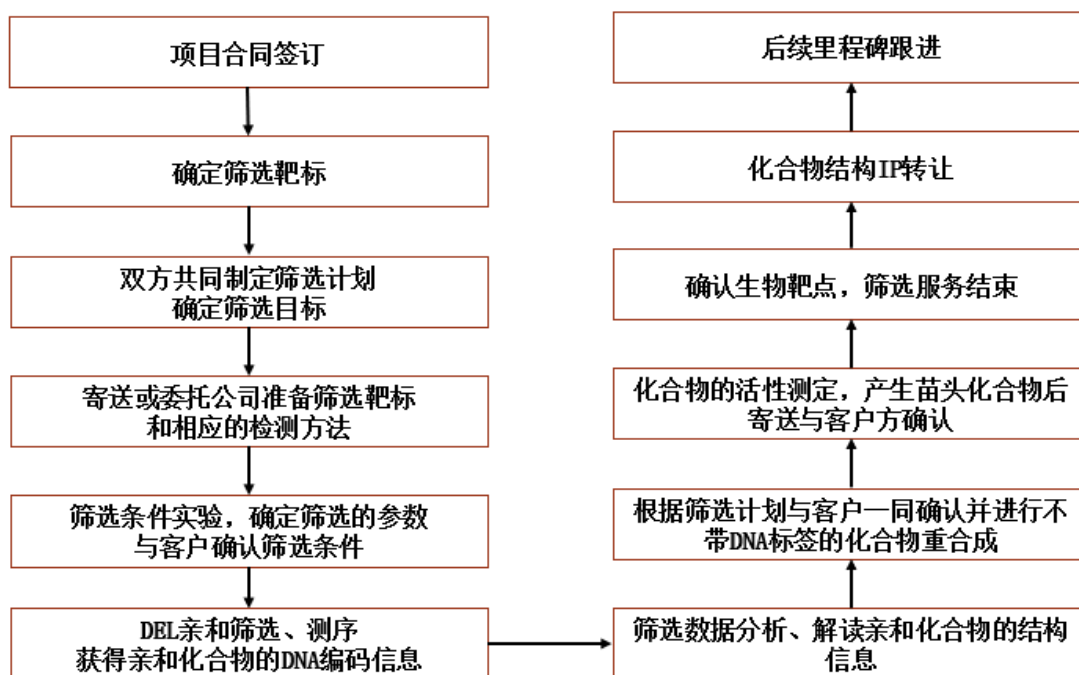 项目合同签订
确定筛选靶标
双方共同制定筛选计划
确定筛选目标
寄送或委托公司准备筛选靶标
和相应的检测方法
筛选条件实验，确定筛选的参数
与客户确认筛选条件
DEL亲和筛选、测序
获得亲和化合物的DNA编码信息
筛选数据分析、解读亲和化合物的结构
信息
根据筛选计划与客户一同确认并进行不
带DNA标签的化合物重合成
化合物的活性测定，产生苗头化合物后
寄送与客户方确认
确认生物靶点，筛选服务结束
化合物结构IP转让
后续里程碑跟进